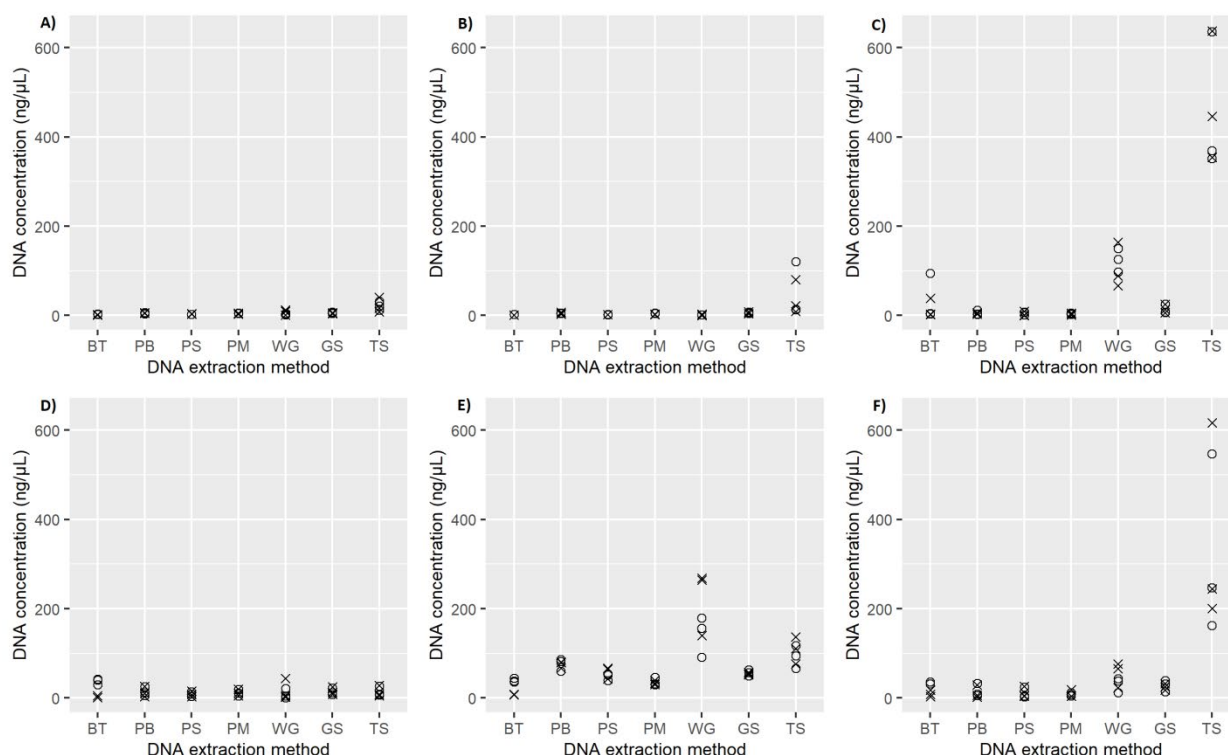 A)
DNA concentration (ng/µL)
600
400
200
0
BT PB PS PM WG GS TS
DNA extraction method
B)
DNA concentration (ng/µL)
600
400
200
0
BT PB PS PM WG GS TS
DNA extraction method
C)
DNA concentration (ng/µL)
600
400
200
0
BT PB PS PM WG GS TS
DNA extraction method
D)
DNA concentration (ng/µL)
600
400
200
0
BT PB PS PM WG GS TS
DNA extraction method
E)
DNA concentration (ng/µL)
600
400
200
0
BT PB PS PM WG GS TS
DNA extraction method
F)
DNA concentration (ng/µL)
600
400
200
0
BT PB PS PM WG GS TS
DNA extraction method